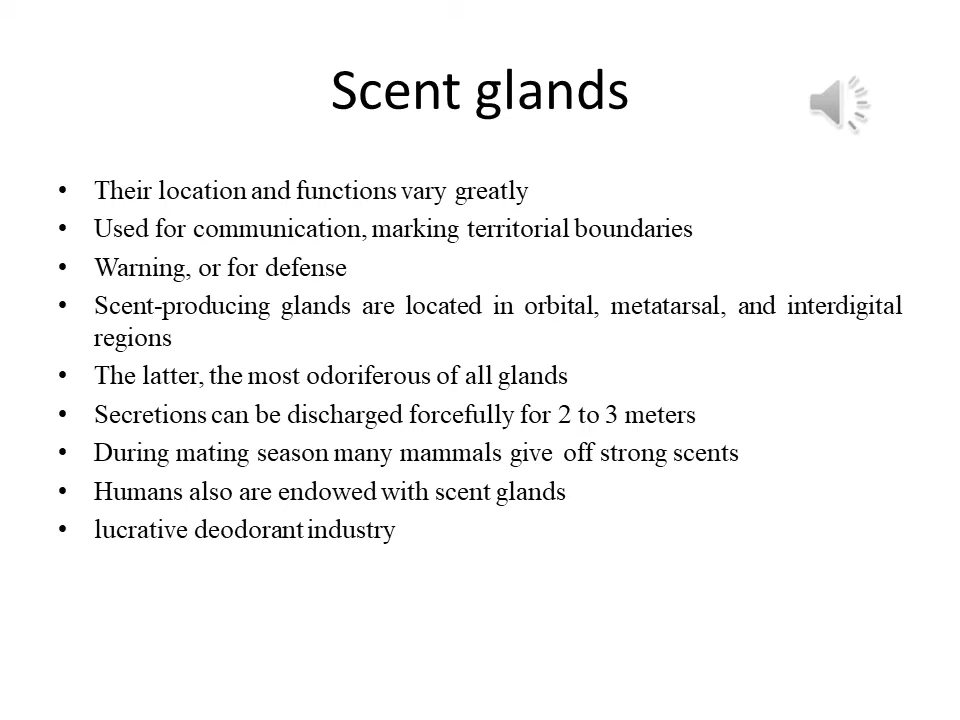 Scent glands
• Their location and functions vary greatly
• Used for communication, marking territorial boundaries
• Warning, or for defense
• Scent-producing glands are located in orbital, metatarsal, and interdigital
regions
• The latter, the most odoriferous of all glands
• Secretions can be discharged forcefully for 2 to 3 meters
• During mating season many mammals give off strong scents
• Humans also are endowed with scent glands
• lucrative deodorant industry